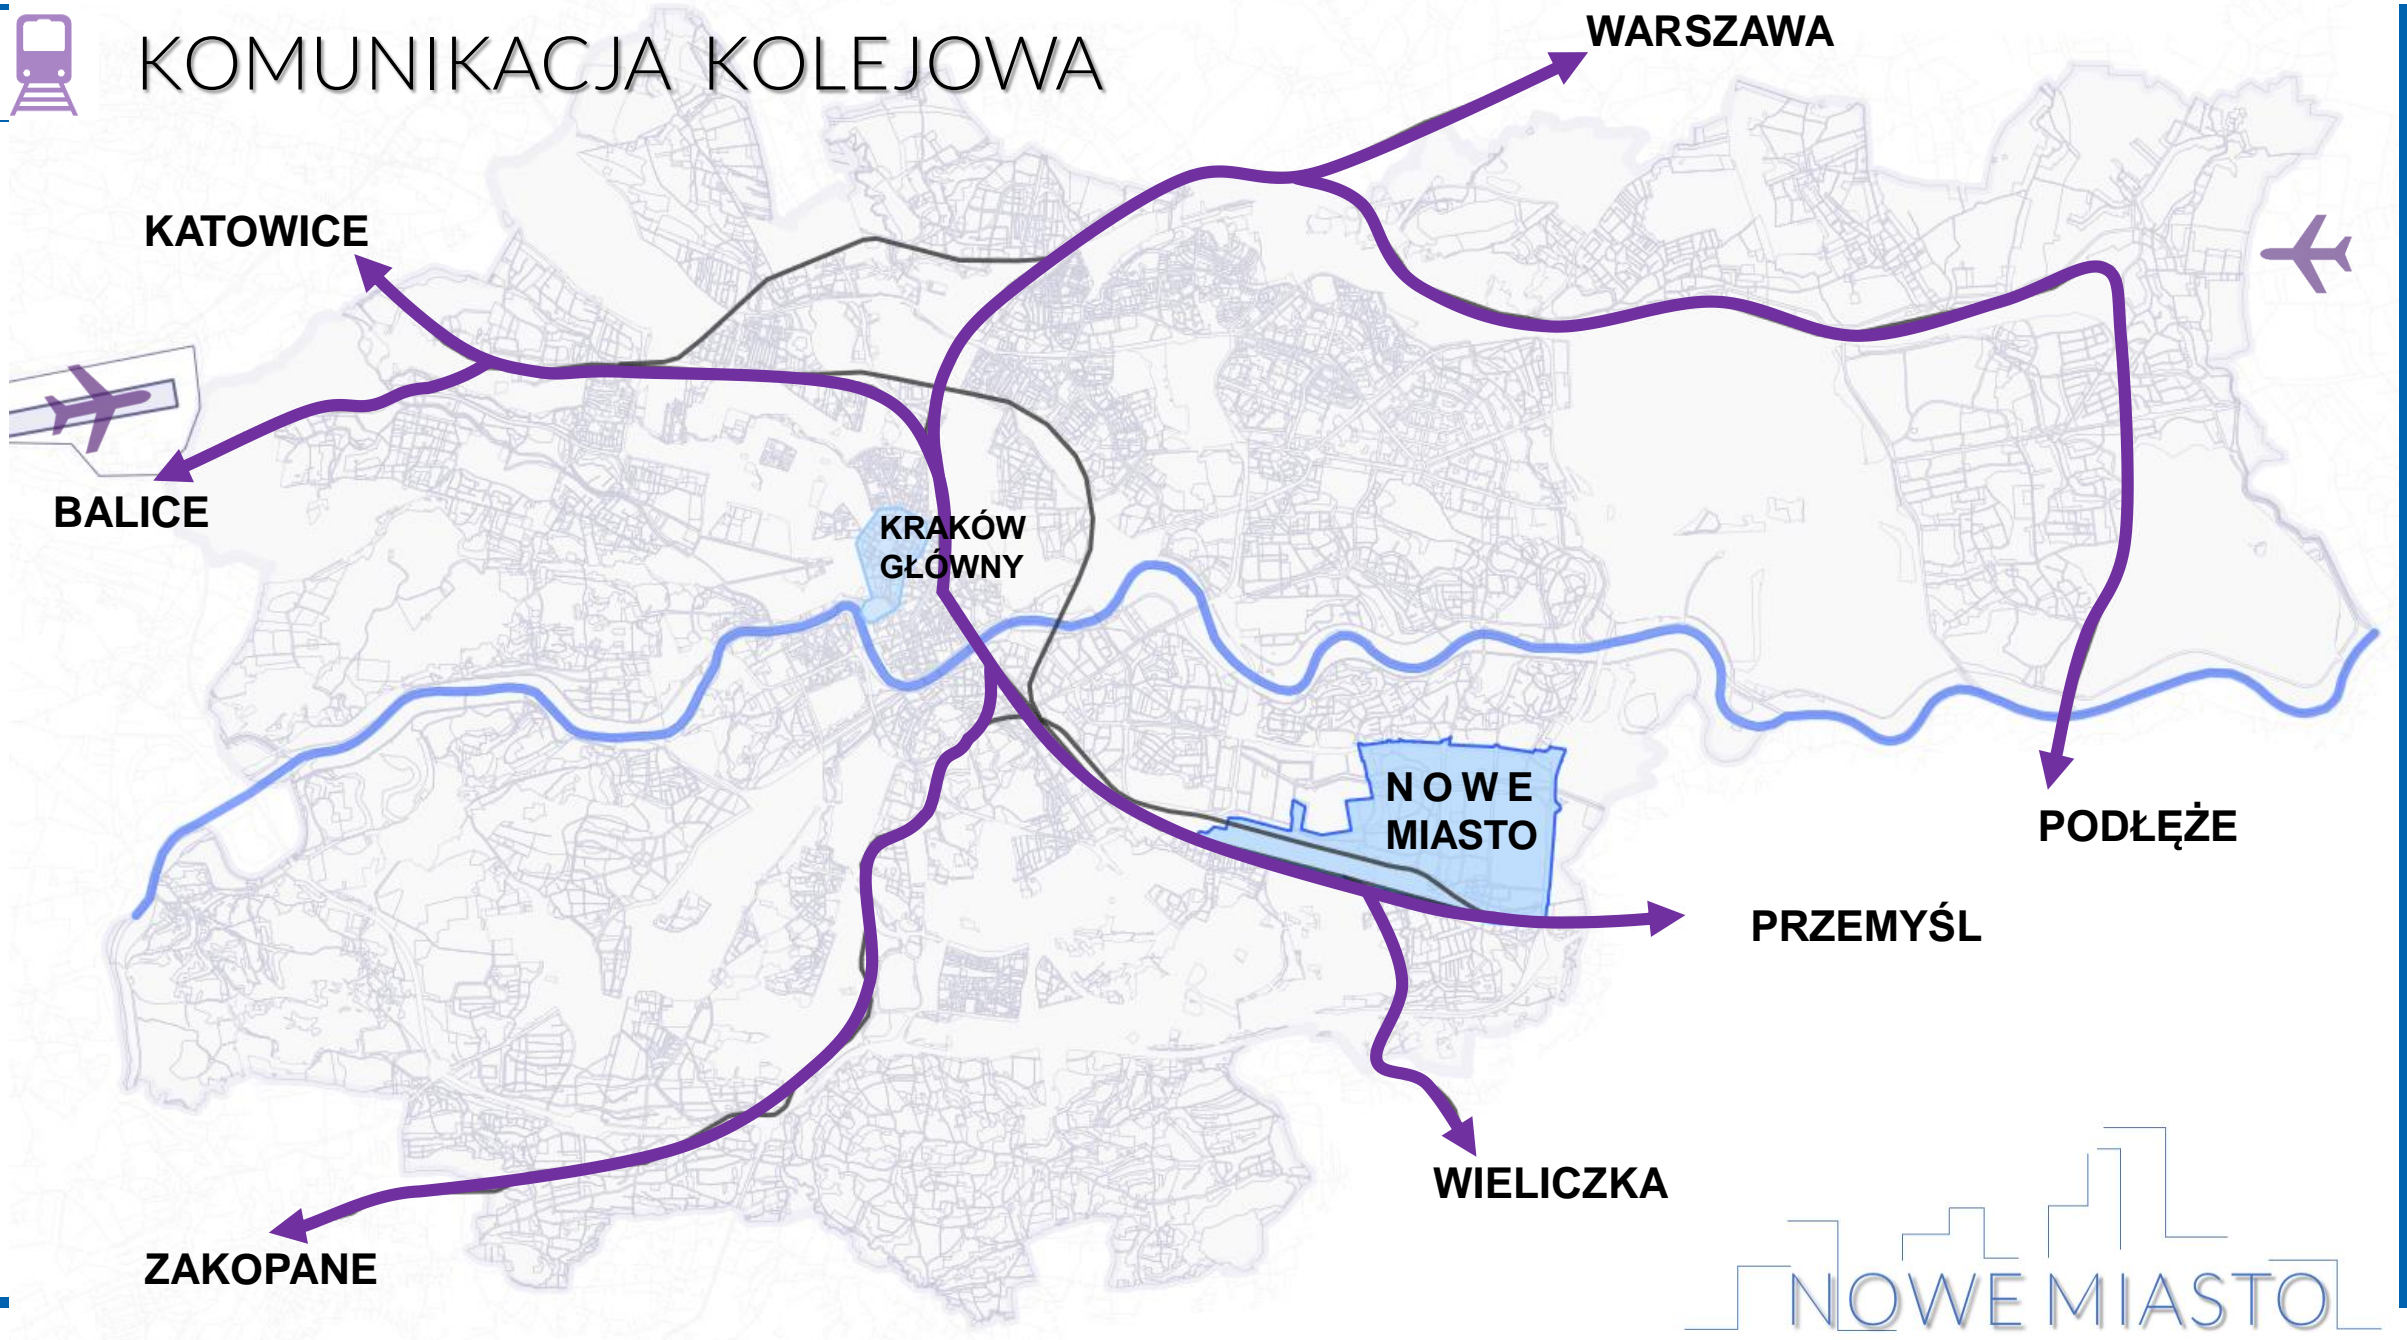 KOMUNIKACJA KOLEJOWA
WARSZAWA
KATOWICE
BALICE
KRAKÓW
GŁÓWNY
NOWE
MIASTO
PODŁĘŻE
PRZEMYŚL
WIELICZKA
ZAKOPANE
NOWE MIASTO